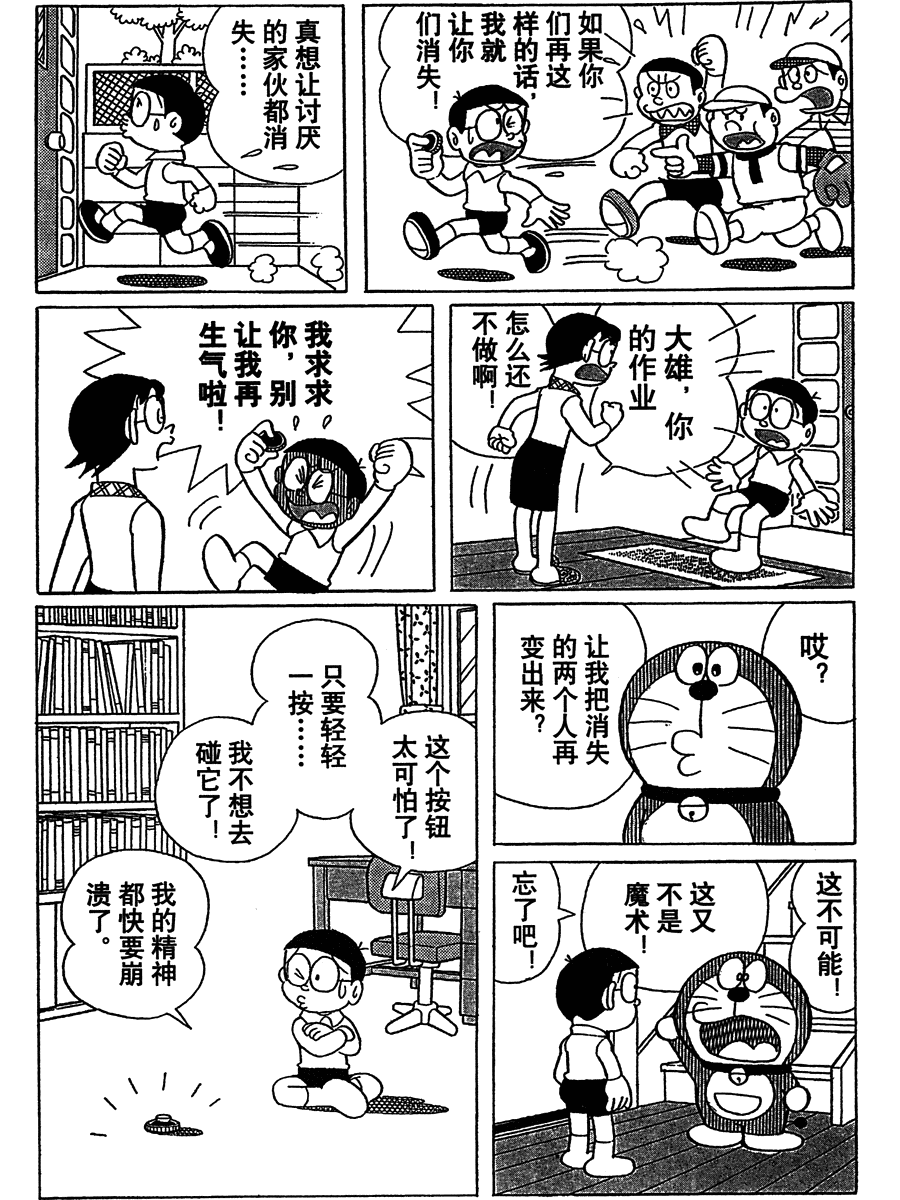 如果你
们再这
样的话，
我就
让你
们消失！
真想让讨厌
的家伙都消
失……
大雄，你
的作业
怎么还
不做啊！
我求求
你，别
让我再
生气啦！
哎？
让我把消失
的两个人再
变出来？
这不可能！
这又
不是
魔术！
忘了吧！
这个按钮
太可怕了！
只要轻轻
一按……
我不想去
碰它了！
我的精神
都快要崩
溃了。